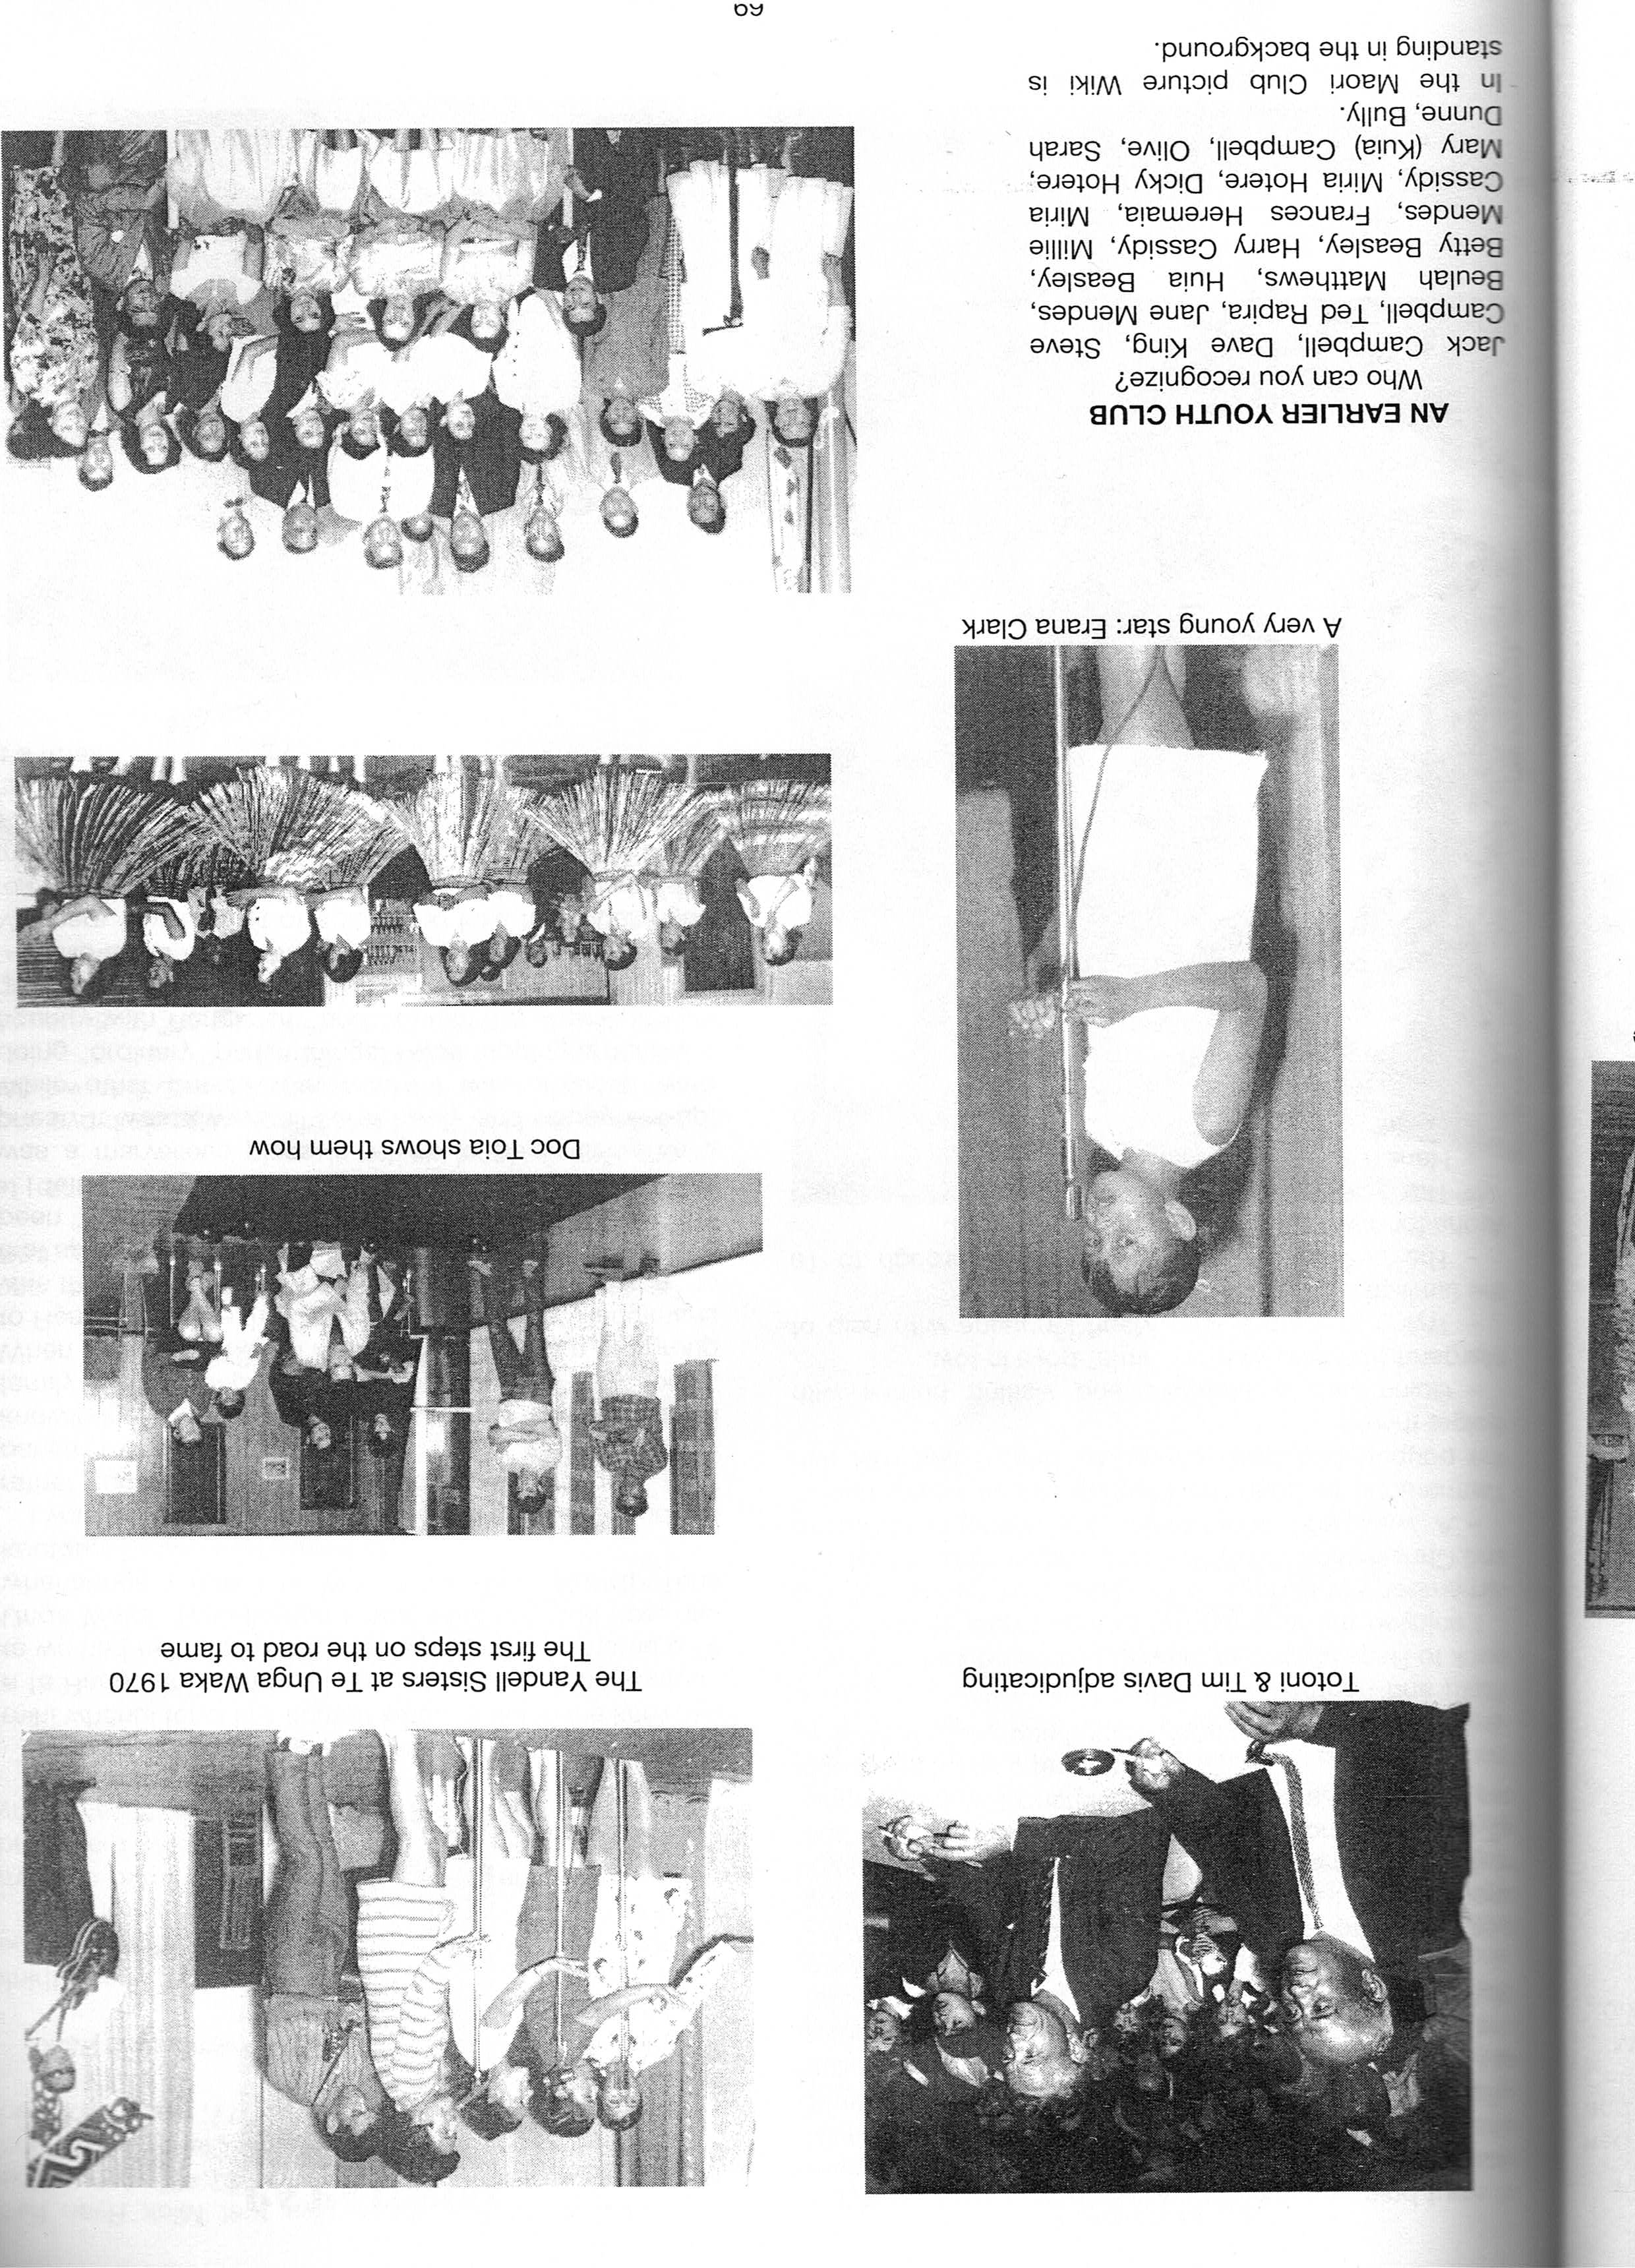 Totoni & Tim Davis adjudicating
The Yandell Sisters at Te Unga Waka 1970
The first steps on the road to fame
Doc Toia shows them how
A very young star: Erana Clark
AN EARLIER YOUTH CLUB
Who can you recognize?
Jack Campbell, Dave King, Steve
Campbell, Ted Rapira, Jane Mendes,
Beulah Matthews, Huia Beasley,
Betty Beasley, Harry Cassidy, Millie
Mendes, Frances Heremaia, Miria
Cassidy, Miria Hotere, Dicky Hotere,
Mary (Kuia) Campbell, Olive, Sarah
Dunne, Bully.
In the Maori Club picture Wiki is
standing in the background.
69